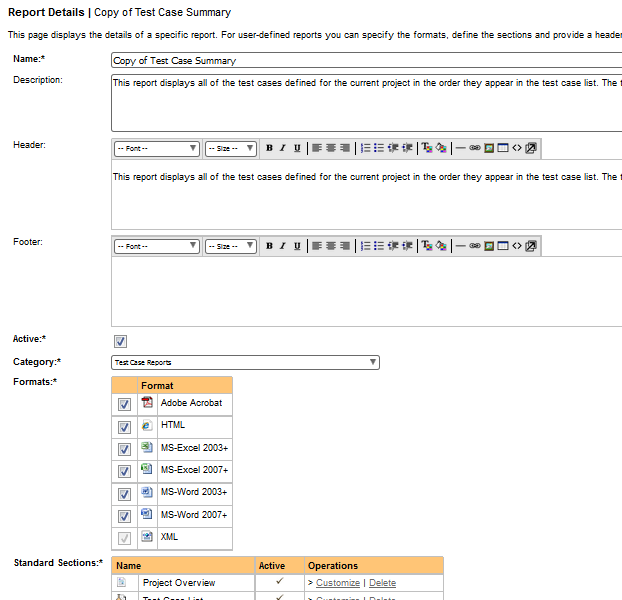 Report Details | Copy of Test Case Summary
This page displays the details of a specific report. For user-defined reports you can specify the formats, define the sections and provide a header
Name:*
Copy of Test Case Summary
Description:
This report displays all of the test cases defined for the current project in the order they appear in the test case list. The
Header:
-- Font --
-- Size --
B I U
This report displays all of the test cases defined for the current project in the order they appear in the test case list. The
Footer:
-- Font --
-- Size --
B I U
Active:*
Category:*
Test Case Reports
Formats:*
Format
Adobe Acrobat
HTML
MS-Excel 2003+
MS-Excel 2007+
MS-Word 2003+
MS-Word 2007+
XML
Standard Sections:*
Name Active Operations
Project Overview > Customize | Delete
Test Case List > Customize | Delete